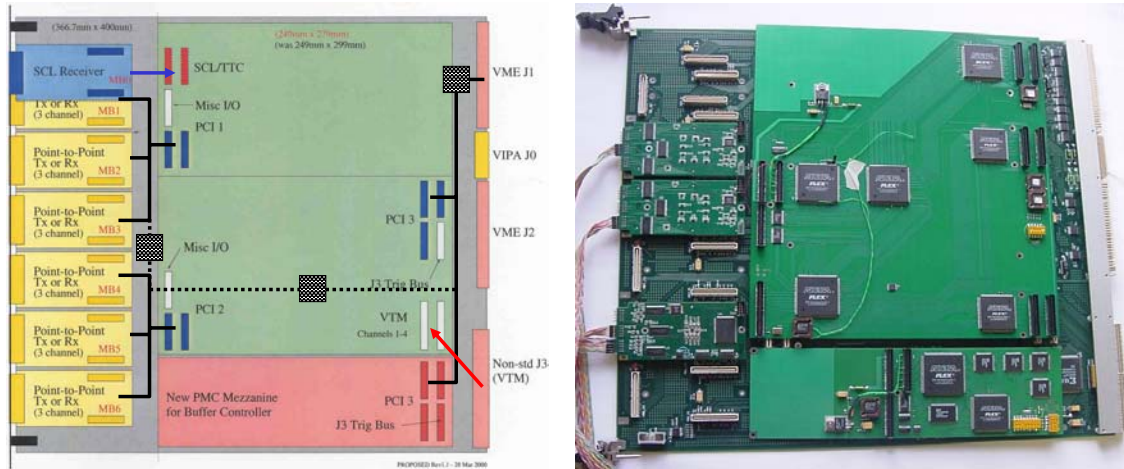 (366.7mm x 400mm)
(249mm x 279mm)
(was 249mm x 299mm)
SCL Receiver
SCL/TTC
VME J1
Tx or Rx
(3 channel)
MB1
Misc I/O
PCI 1
Point-to-Point
Tx or Rx
(3 channel)
MB2
VIPA J0
Point-to-Point
Tx or Rx
(3 channel)
MB3
PCI 3
VME J2
Misc I/O
J3 Trig Bus
Point-to-Point
Tx or Rx
(3 channel)
MB4
PCI 2
VTM
Channels 1-4
Point-to-Point
Tx or Rx
(3 channel)
MB5
Non-std J3
(VTM)
Point-to-Point
Tx or Rx
(3 channel)
MB6
New PMC Mezzanine
for Buffer Controller
PCI 3
J3 Trig Bus
PROPOSED Rev1.1 - 20 Mar 2000
FLEX
FLEX
FLEX
FLEX